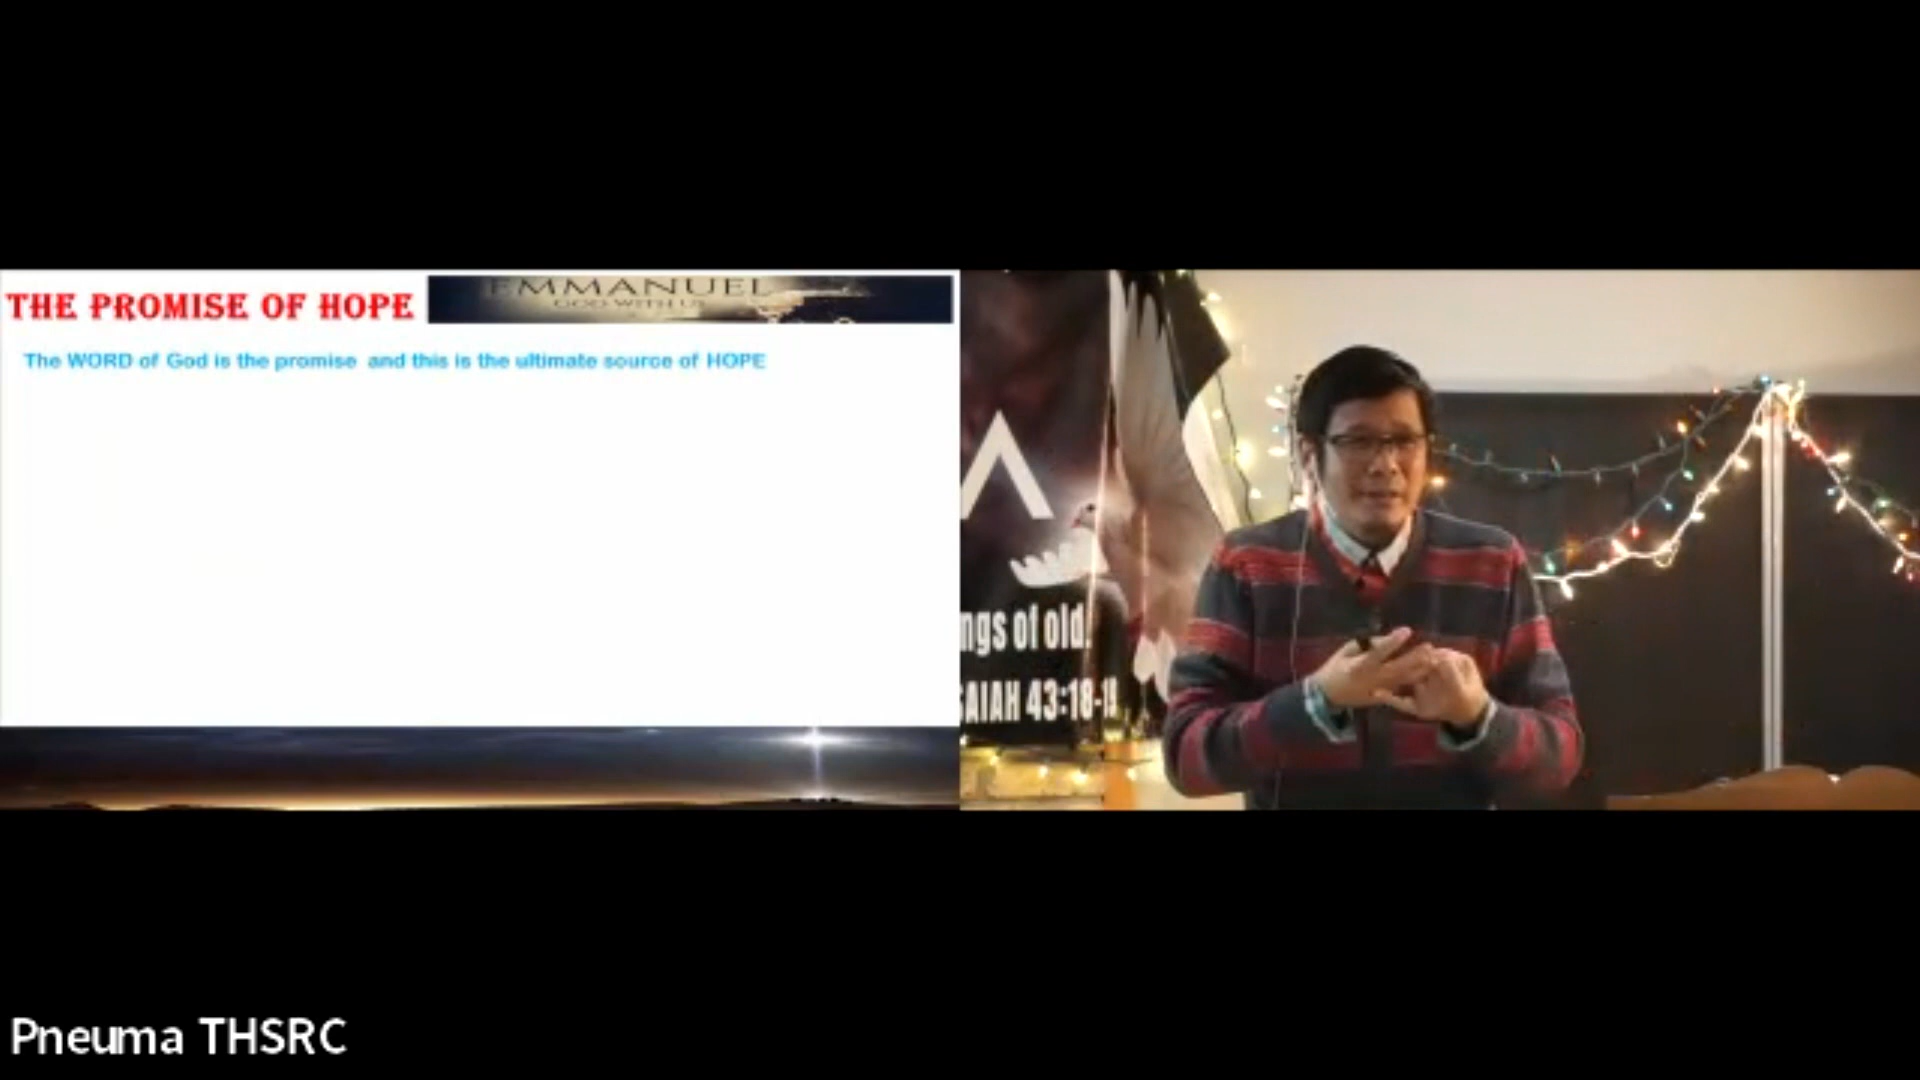 THE PROMISE OF HOPE
EMMANUEL
GOD WITH US
The WORD of God is the promise and this is the ultimate source of HOPE
A
ngs of old.
SAIAH 43:18-19
Pneuma THSRC